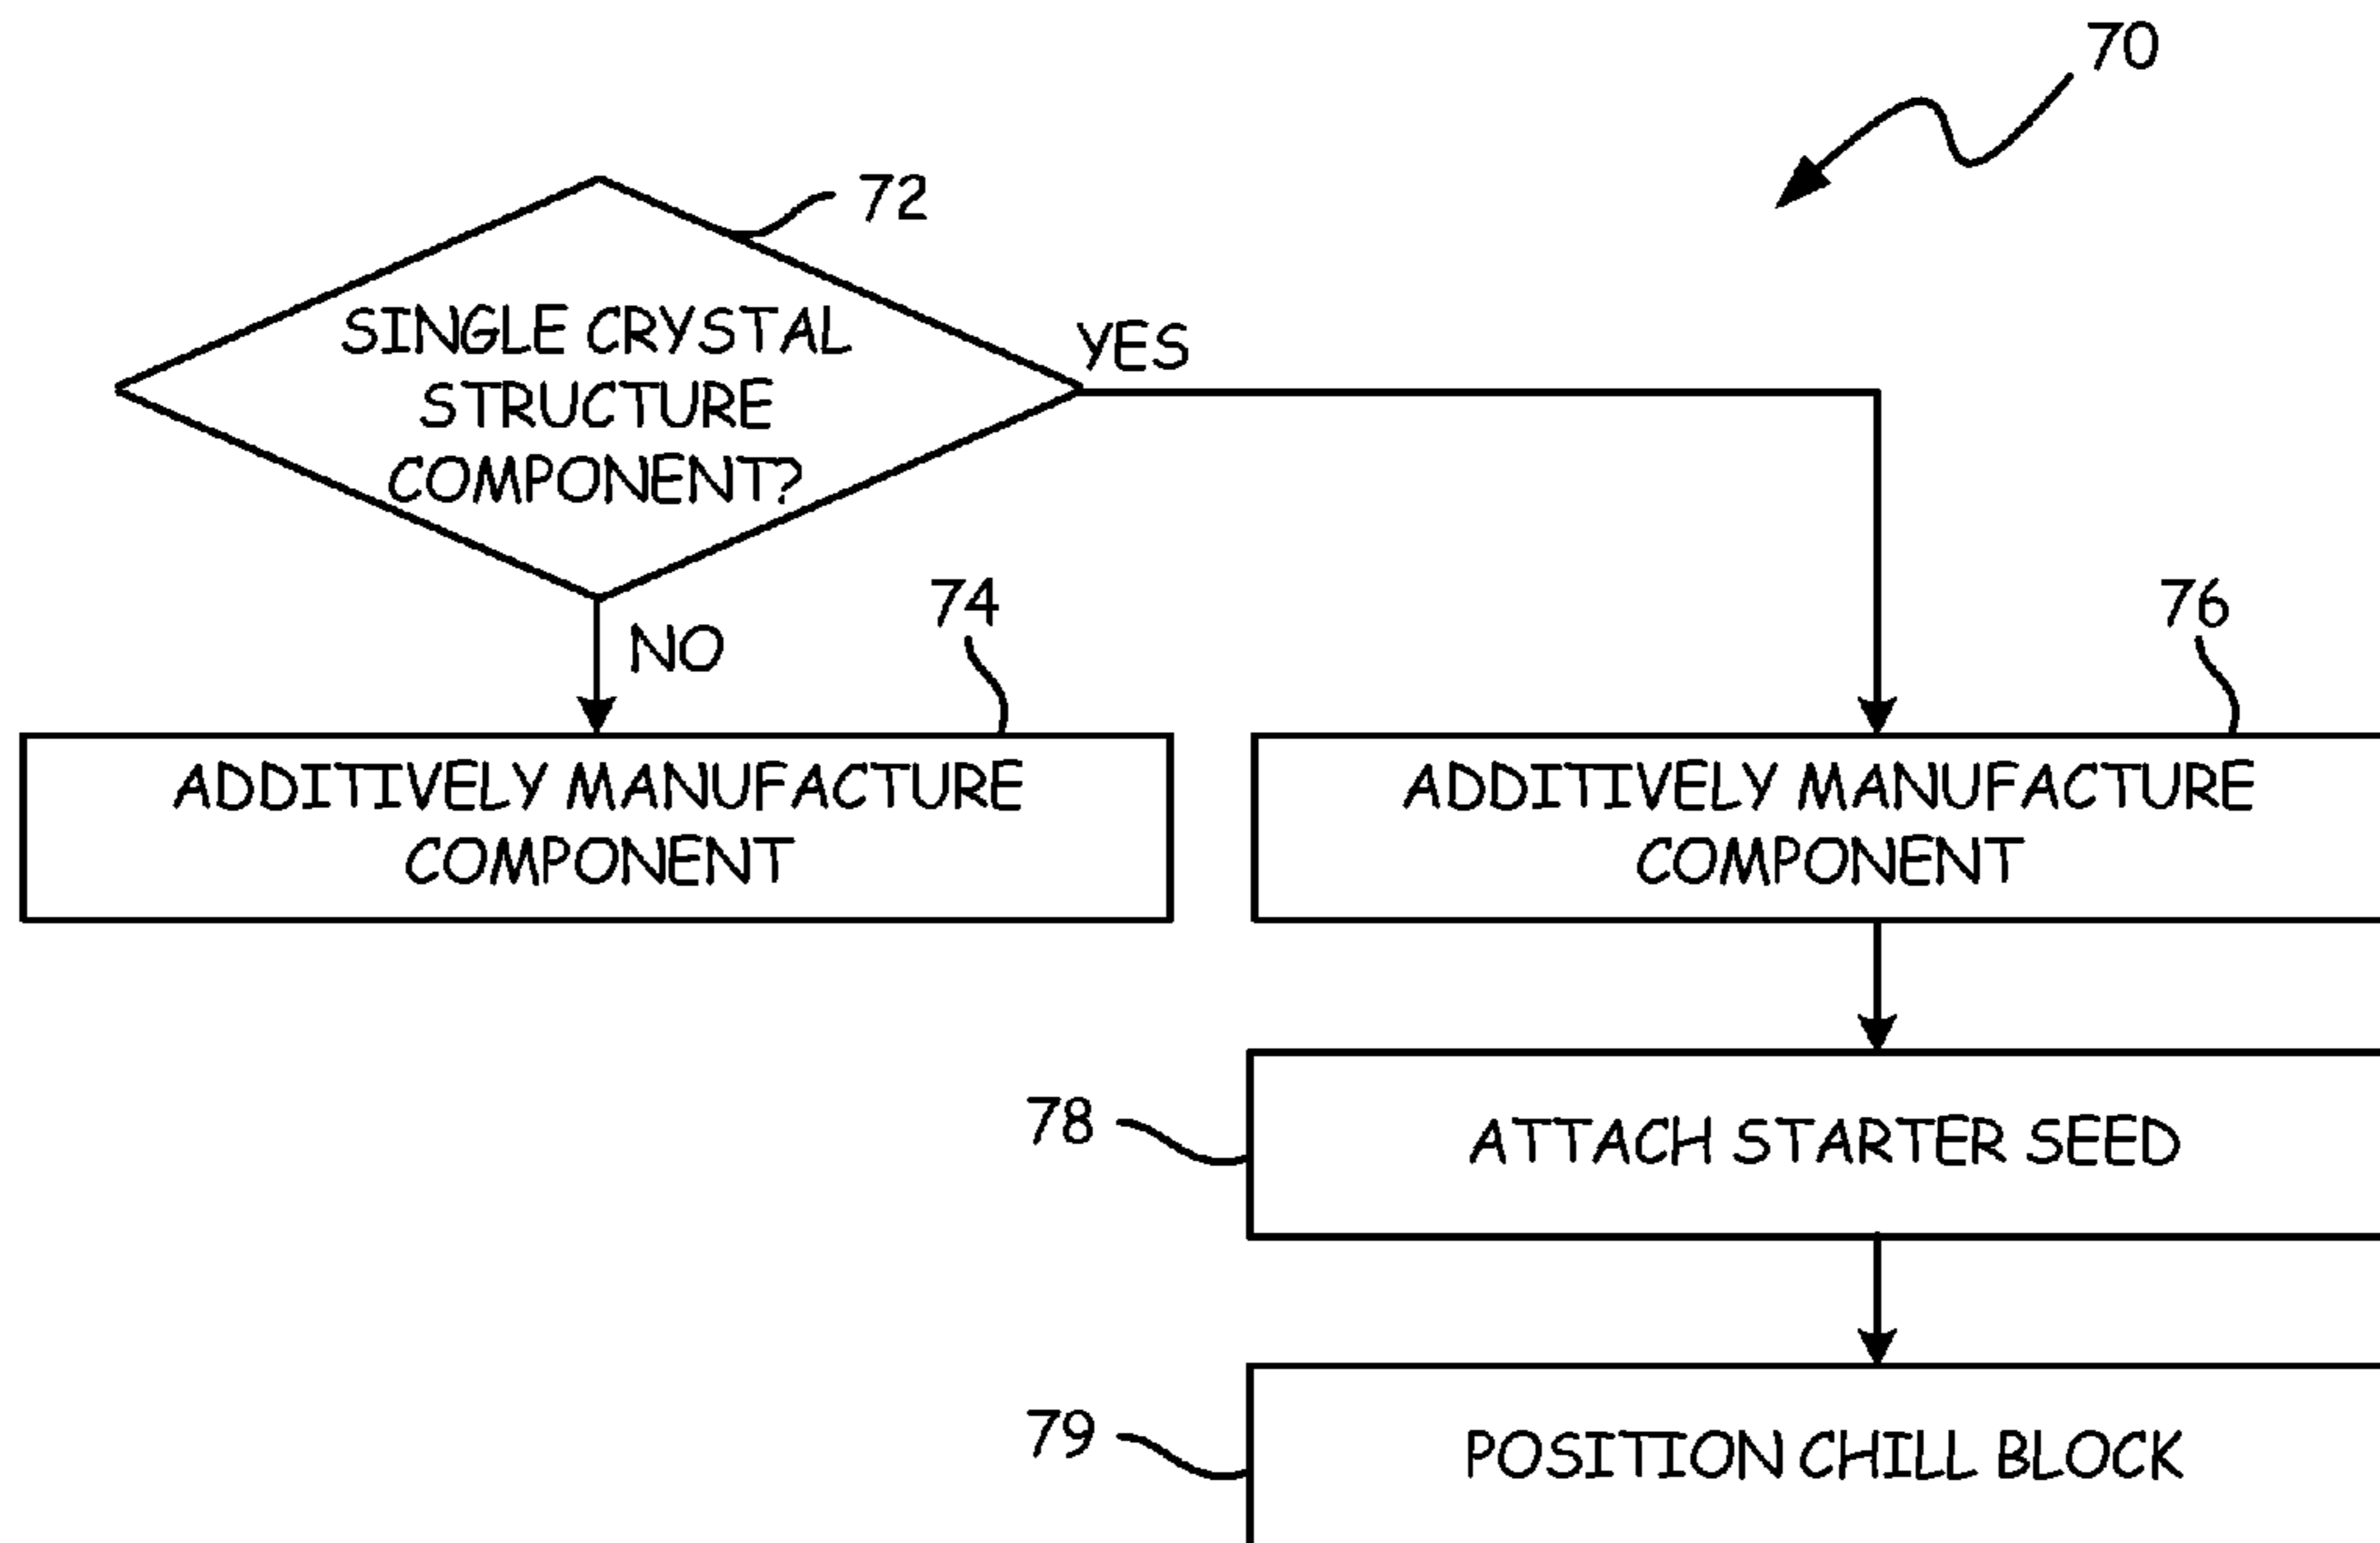 70
72
SINGLE CRYSTAL
STRUCTURE
COMPONENT?
YES
NO
74
76
ADDITIVELY MANUFACTURE
COMPONENT
ADDITIVELY MANUFACTURE
COMPONENT
78
ATTACH STARTER SEED
79
POSITION CHILL BLOCK